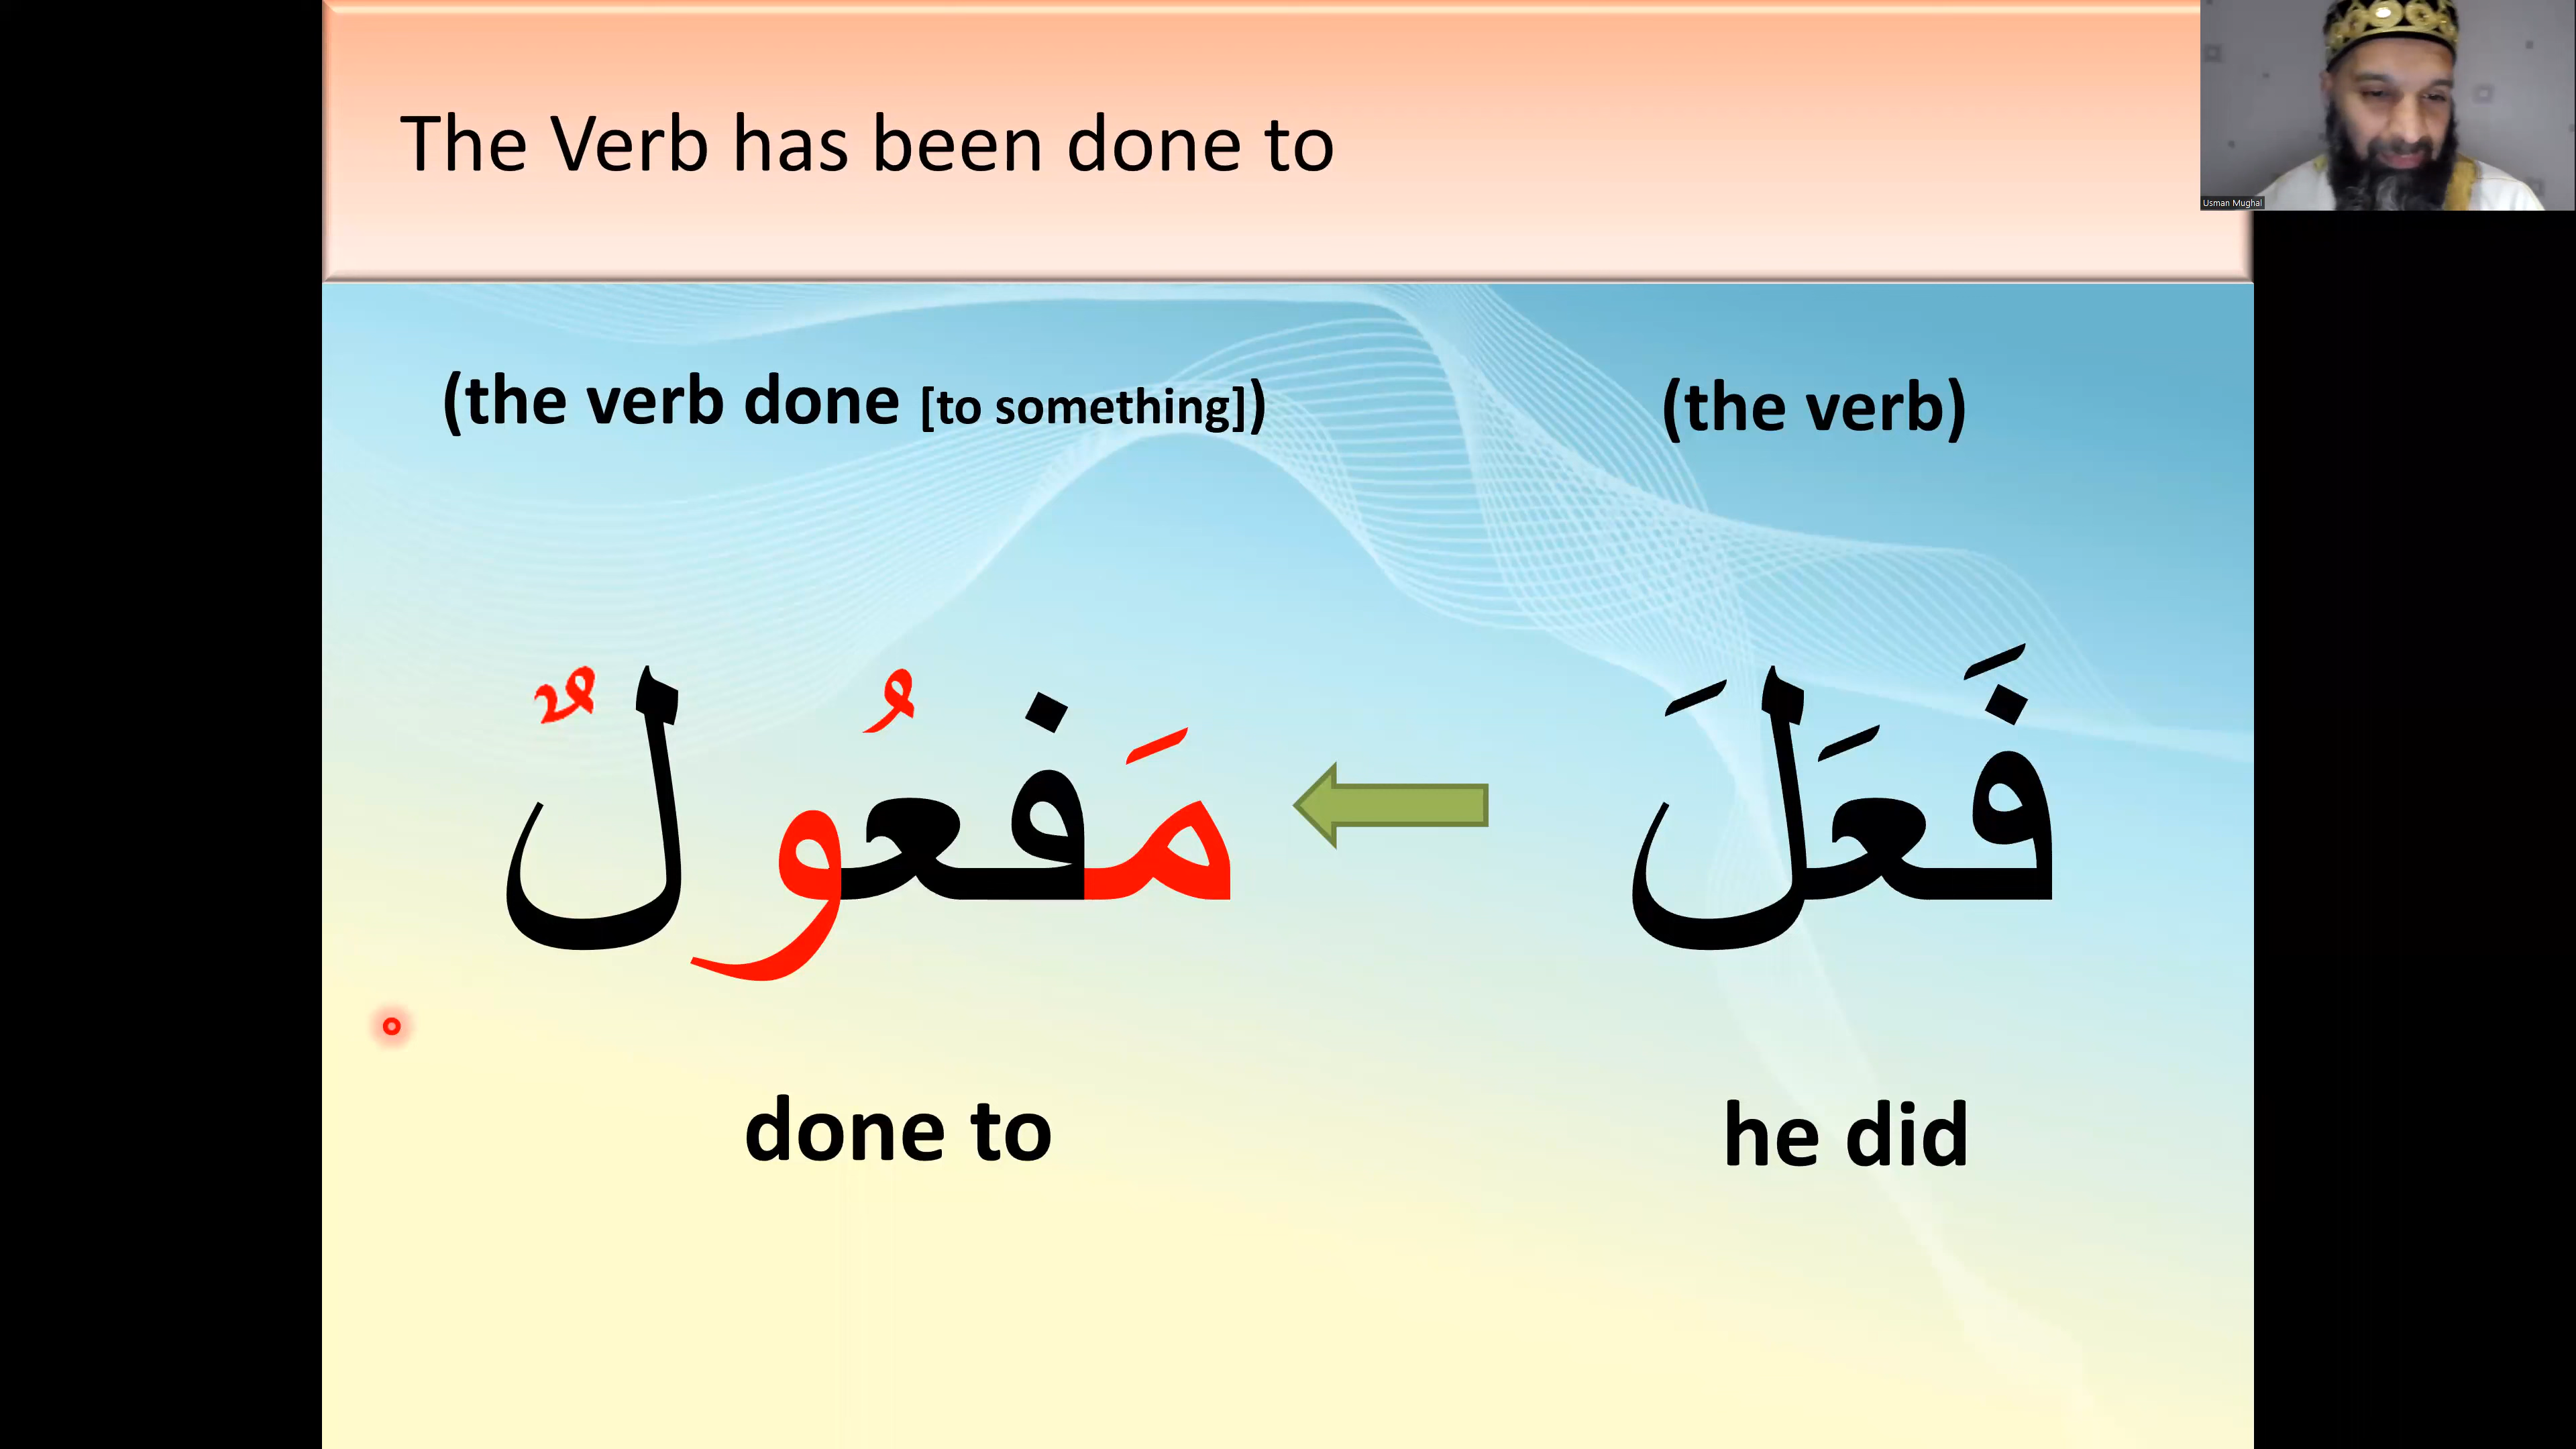 The Verb has been done to
Usman Mughal
(the verb done [to something])
(the verb)
فَعَلَ
مَفعُولٌ
done to
he did